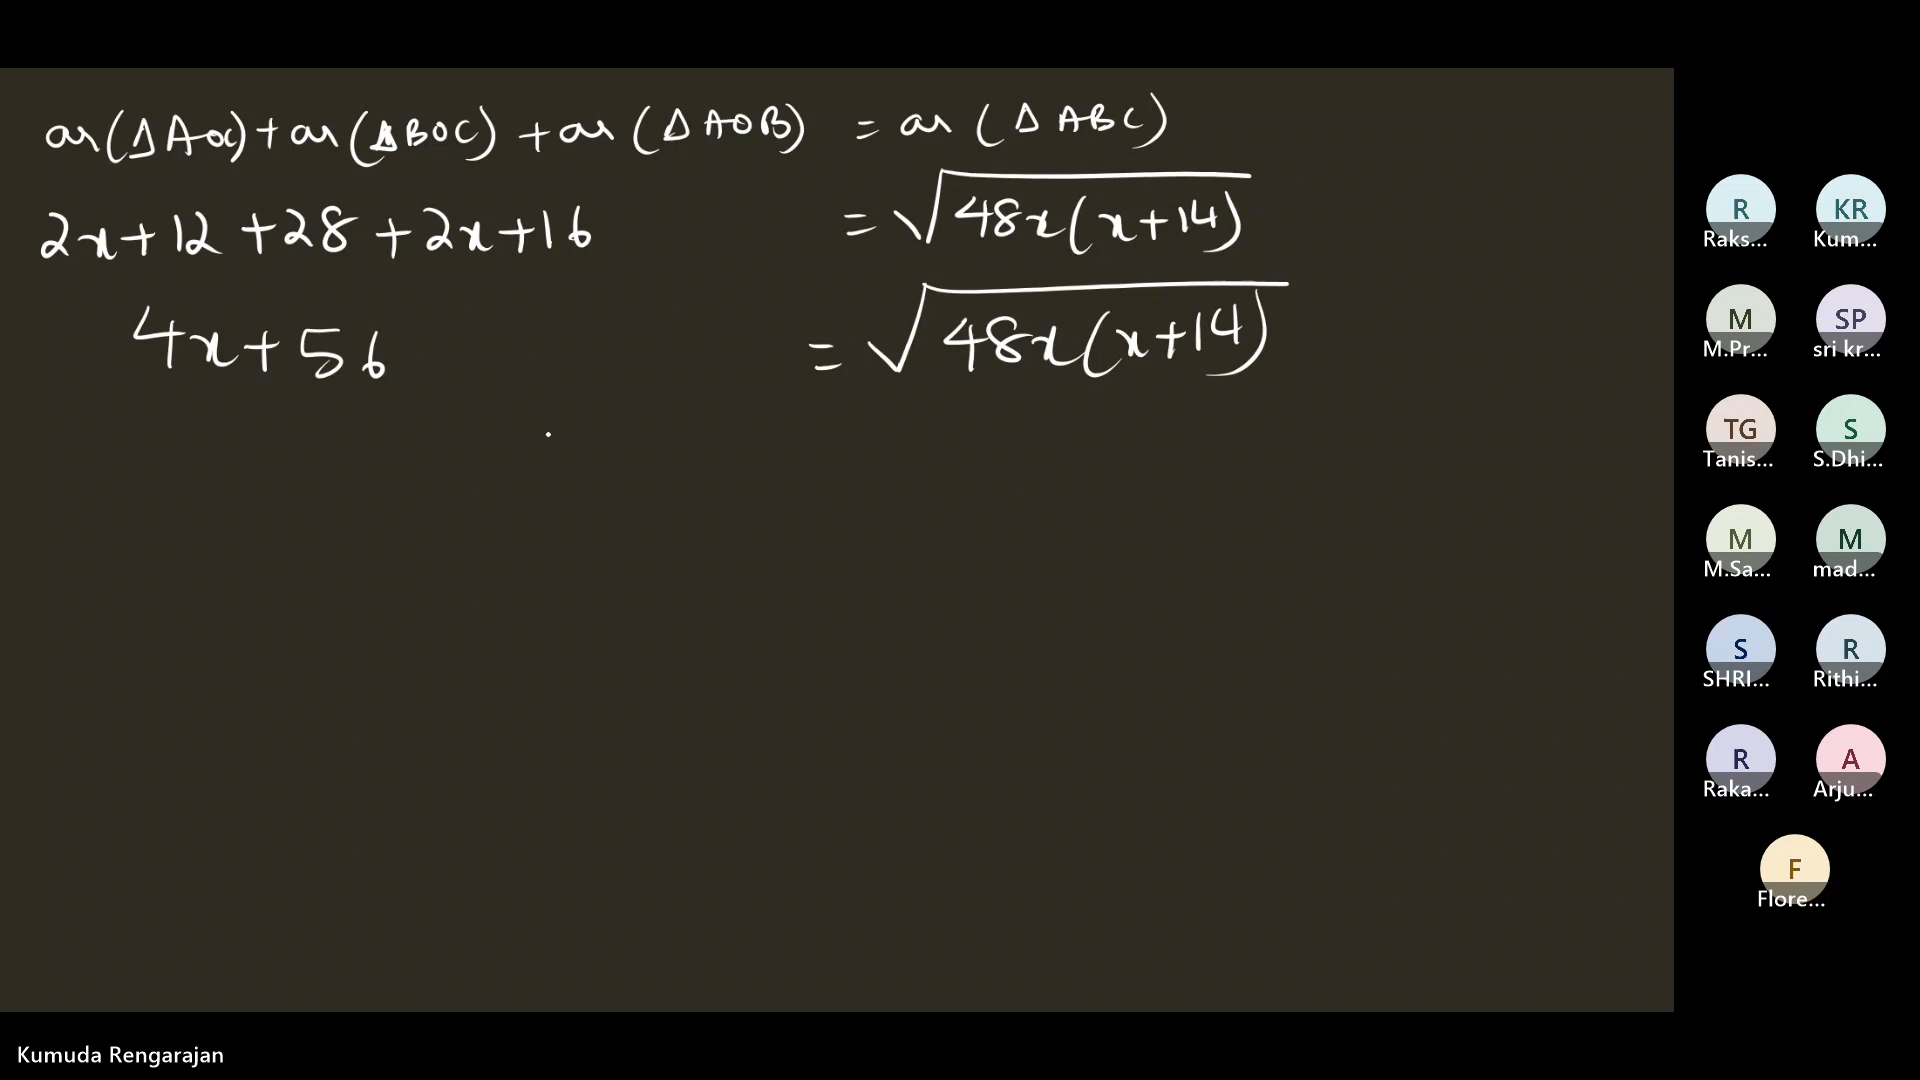 ar(ΔAOC)+ar(ΔBOC) +ar(ΔAOB) = ar(ΔABC)
2x+12+28+2x+16 = √48x(x+14)
4x+56 = √48x(x+14)
R KR
Raks... Kum...
M SP
M.Pr... sri kr...
TG S
Tanis... S.Dhi...
M M
M.Sa... mad...
S R
SHRI... Rithi...
R A
Raka... Arju...
F
Flore...
Kumuda Rengarajan